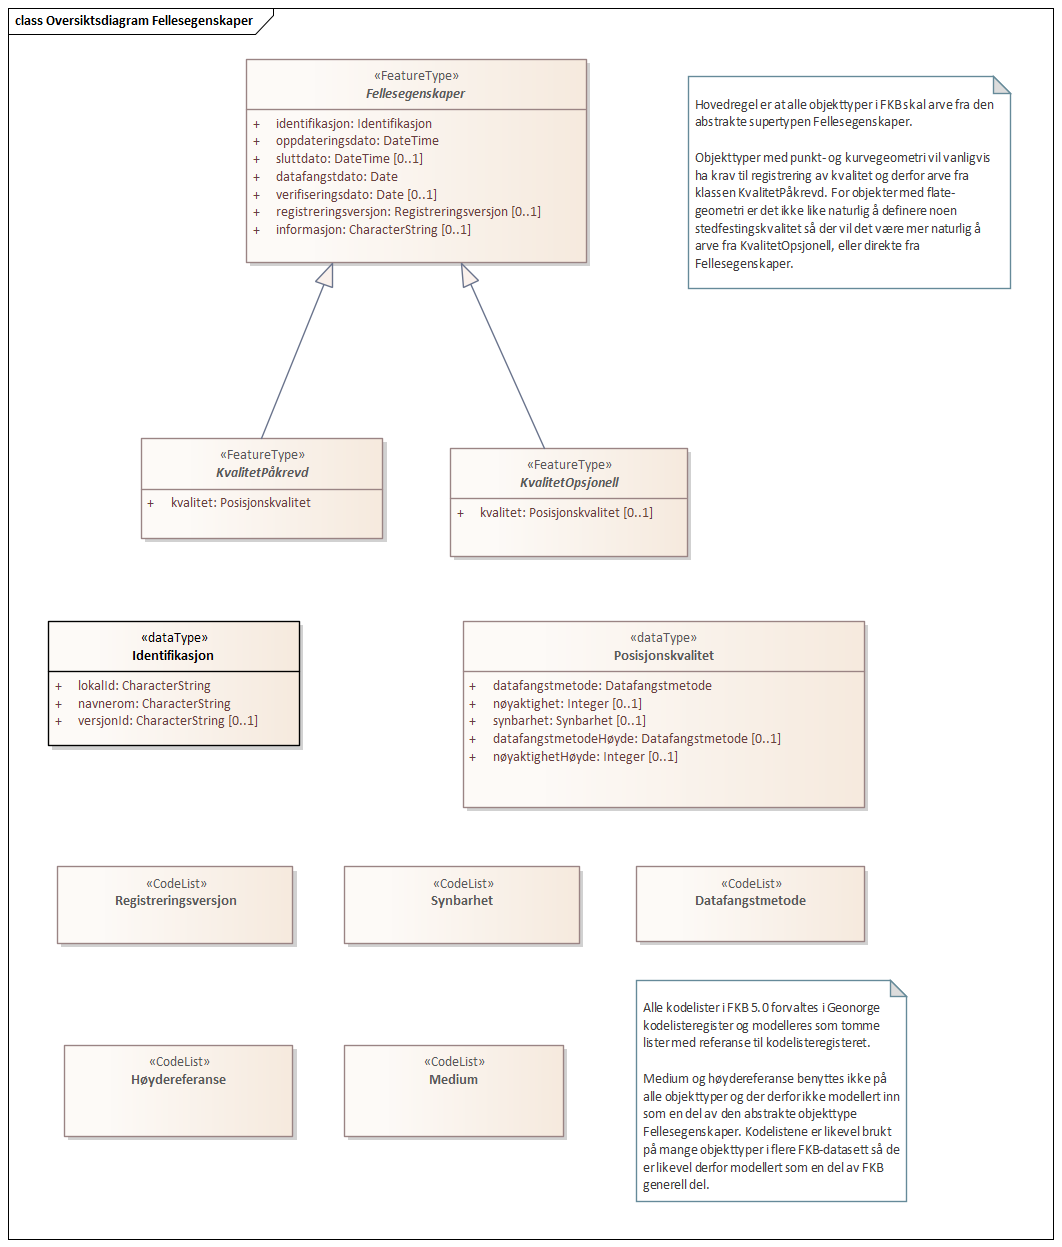 class Oversiktsdiagram Fellesegenskaper
«FeatureType»
Fellesegenskaper
+ identifikasjon: Identifikasjon
+ oppdateringsdato: DateTime
+ sluttdato: DateTime [0..1]
+ datafangstdato: Date
+ verifiseringsdato: Date [0..1]
+ registreringsversjon: Registreringsversjon [0..1]
+ informasjon: CharacterString [0..1]
Hovedregel er at alle objekttyper i FKB skal arve fra den
abstrakte supertypen Fellesegenskaper.
Objekttyper med punkt- og kurvegeometri vil vanligvis
ha krav til registrering av kvalitet og derfor arve fra
klassen KvalitetPåkrevd. For objekter med flate-
geometri er det ikke like naturlig å definere noen
stedfestingskvalitet så der vil det være mer naturlig å
arve fra KvalitetOpsjonell, eller direkte fra
Fellesegenskaper.
«FeatureType»
KvalitetPåkrevd
+ kvalitet: Posisjonskvalitet
«FeatureType»
KvalitetOpsjonell
+ kvalitet: Posisjonskvalitet [0..1]
«dataType»
Identifikasjon
+ lokalId: CharacterString
+ navnerom: CharacterString
+ versjonId: CharacterString [0..1]
«dataType»
Posisjonskvalitet
+ datafangstmetode: Datafangstmetode
+ nøyaktighet: Integer [0..1]
+ synbarhet: Synbarhet [0..1]
+ datafangstmetodeHøyde: Datafangstmetode [0..1]
+ nøyaktighetHøyde: Integer [0..1]
«CodeList»
Registreringsversjon
«CodeList»
Synbarhet
«CodeList»
Datafangstmetode
«CodeList»
Høydereferanse
«CodeList»
Medium
Alle kodelister i FKB 5.0 forvaltes i Geonorge
kodelisteregister og modelleres som tomme
lister med referanse til kodelisteregisteret.
Medium og høydereferanse benyttes ikke på
alle objekttyper og der derfor ikke modellert inn
som en del av den abstrakte objekttype
Fellesegenskaper. Kodelistene er likevel brukt
på mange objekttyper i flere FKB-datasett så de
er likevel derfor modellert som en del av FKB
generell del.